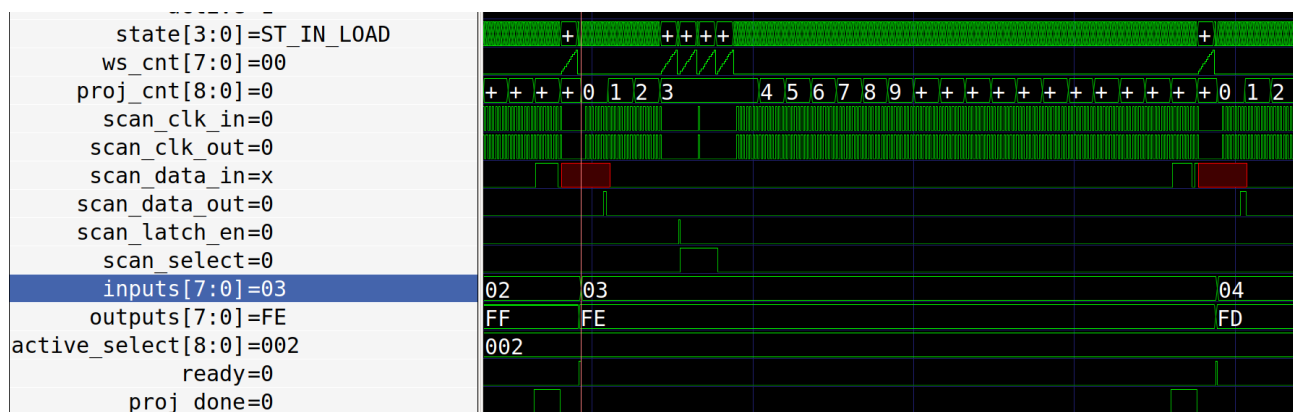 state[3:0]=ST_IN_LOAD + + + + + +
ws_cnt[7:0]=00
proj_cnt[8:0]=0 + + + + 0 1 2 3 4 5 6 7 8 9 + + + + + + + + + + + + 0 1 2
scan_clk_in=0
scan_clk_out=0
scan_data_in=x
scan_data_out=0
scan_latch_en=0
scan_select=0
inputs[7:0]=03 02 03 04
outputs[7:0]=FE FF FE FD
active_select[8:0]=002 002
ready=0
proj_done=0